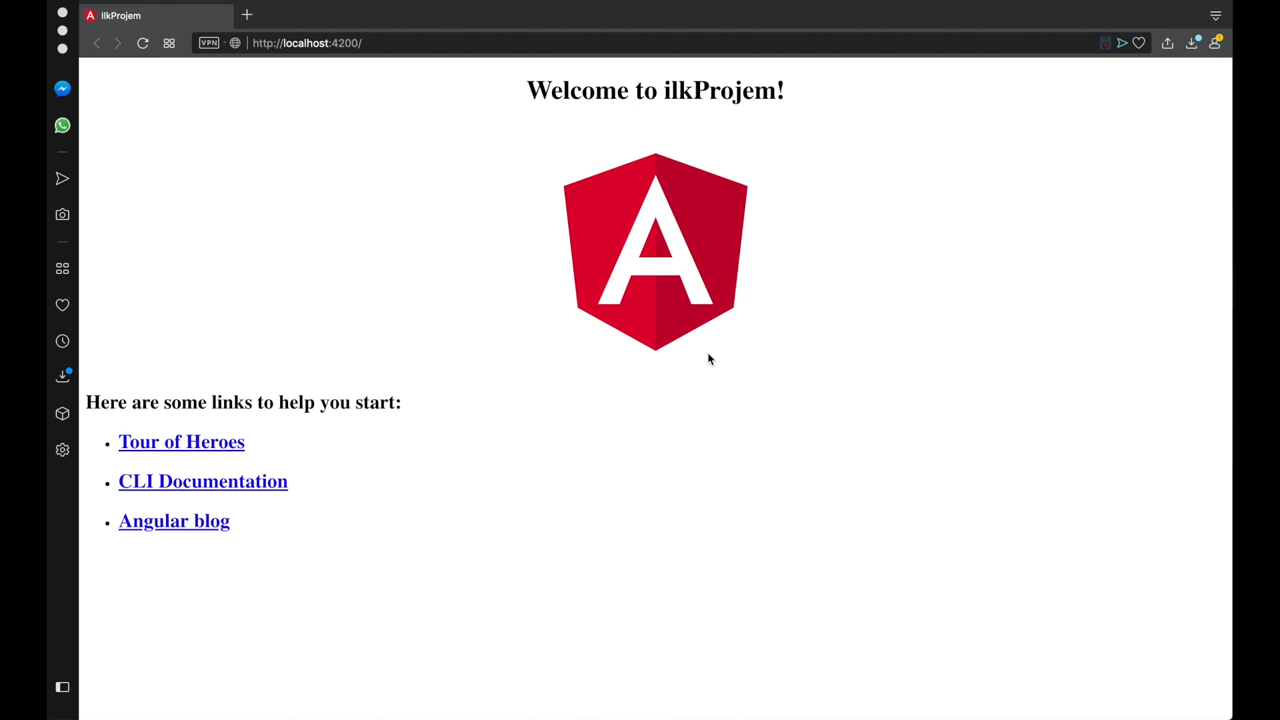 IlkProjem
VPN
http://localhost:4200/
Welcome to ilkProjem!
A
Here are some links to help you start:
Tour of Heroes
CLI Documentation
Angular blog